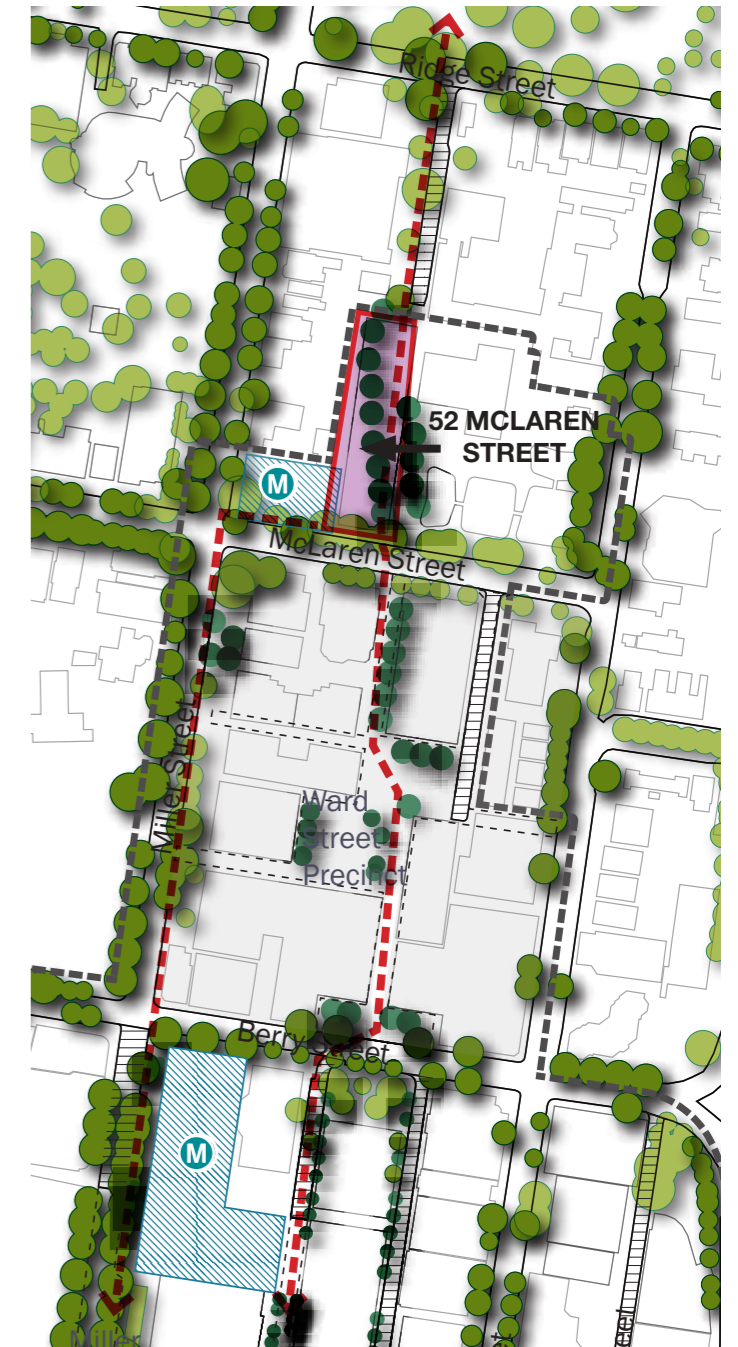 Ridge Street
52 MCLAREN
STREET
M
McLaren Street
Miller Street
Ward
Street
Precinct
Berry Street
M
Miller